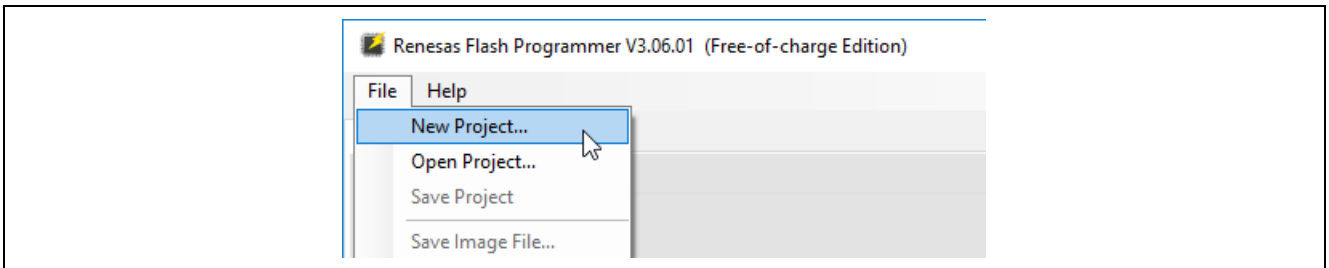 Renesas Flash Programmer V3.06.01 (Free-of-charge Edition)
File Help
New Project...
Open Project...
Save Project
Save Image File...